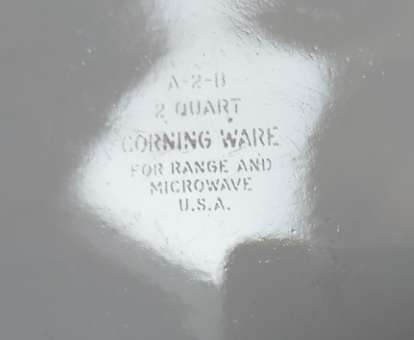 A-2-B
2 QUART
CORNING WARE
FOR RANGE AND
MICROWAVE
U.S.A.